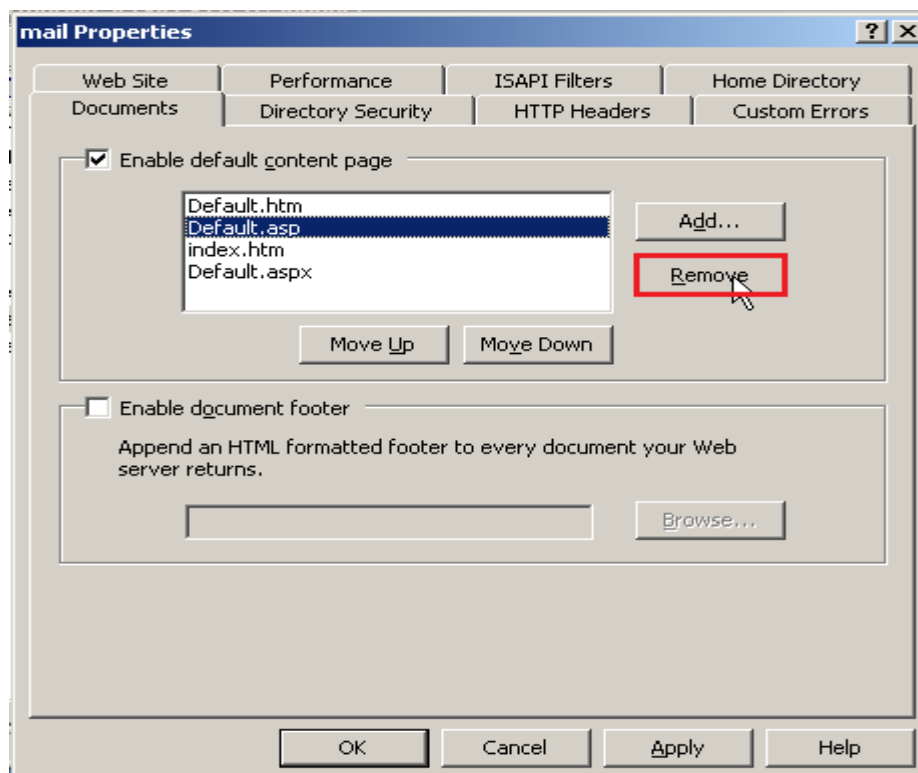 mail Properties
Web Site Performance ISAPI Filters Home Directory
Documents Directory Security HTTP Headers Custom Errors
Enable default content page
Default.htm
Default.asp
index.htm
Default.aspx
Add...
Remove
Move Up Move Down
Enable document footer
Append an HTML formatted footer to every document your Web
server returns.
Browse...
OK Cancel Apply Help